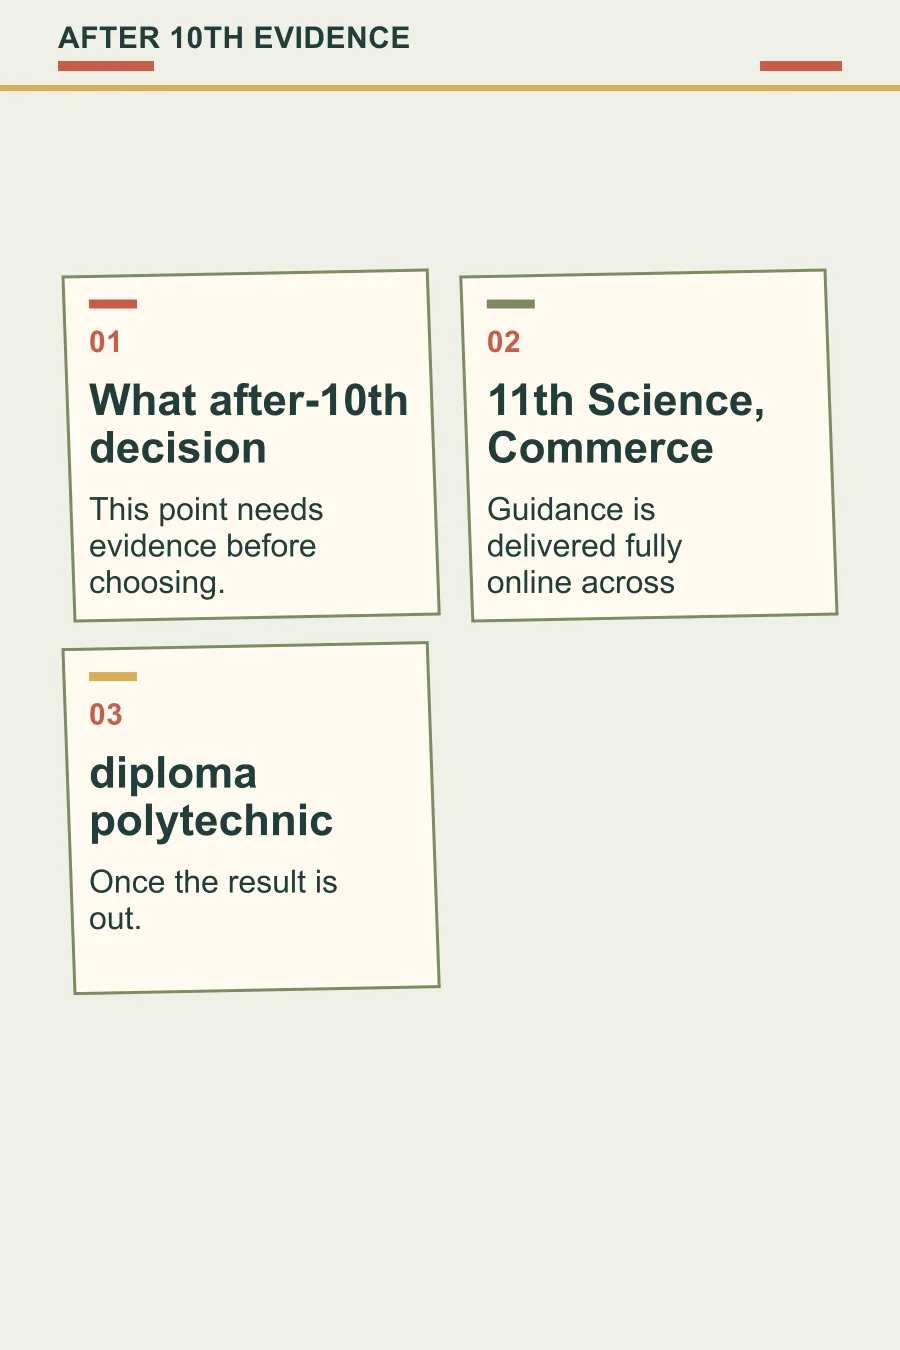 AFTER 10TH EVIDENCE
01
What after-10th
decision
This point needs
evidence before
choosing.
02
11th Science,
Commerce
Guidance is
delivered fully
online across
03
diploma
polytechnic
Once the result is
out.